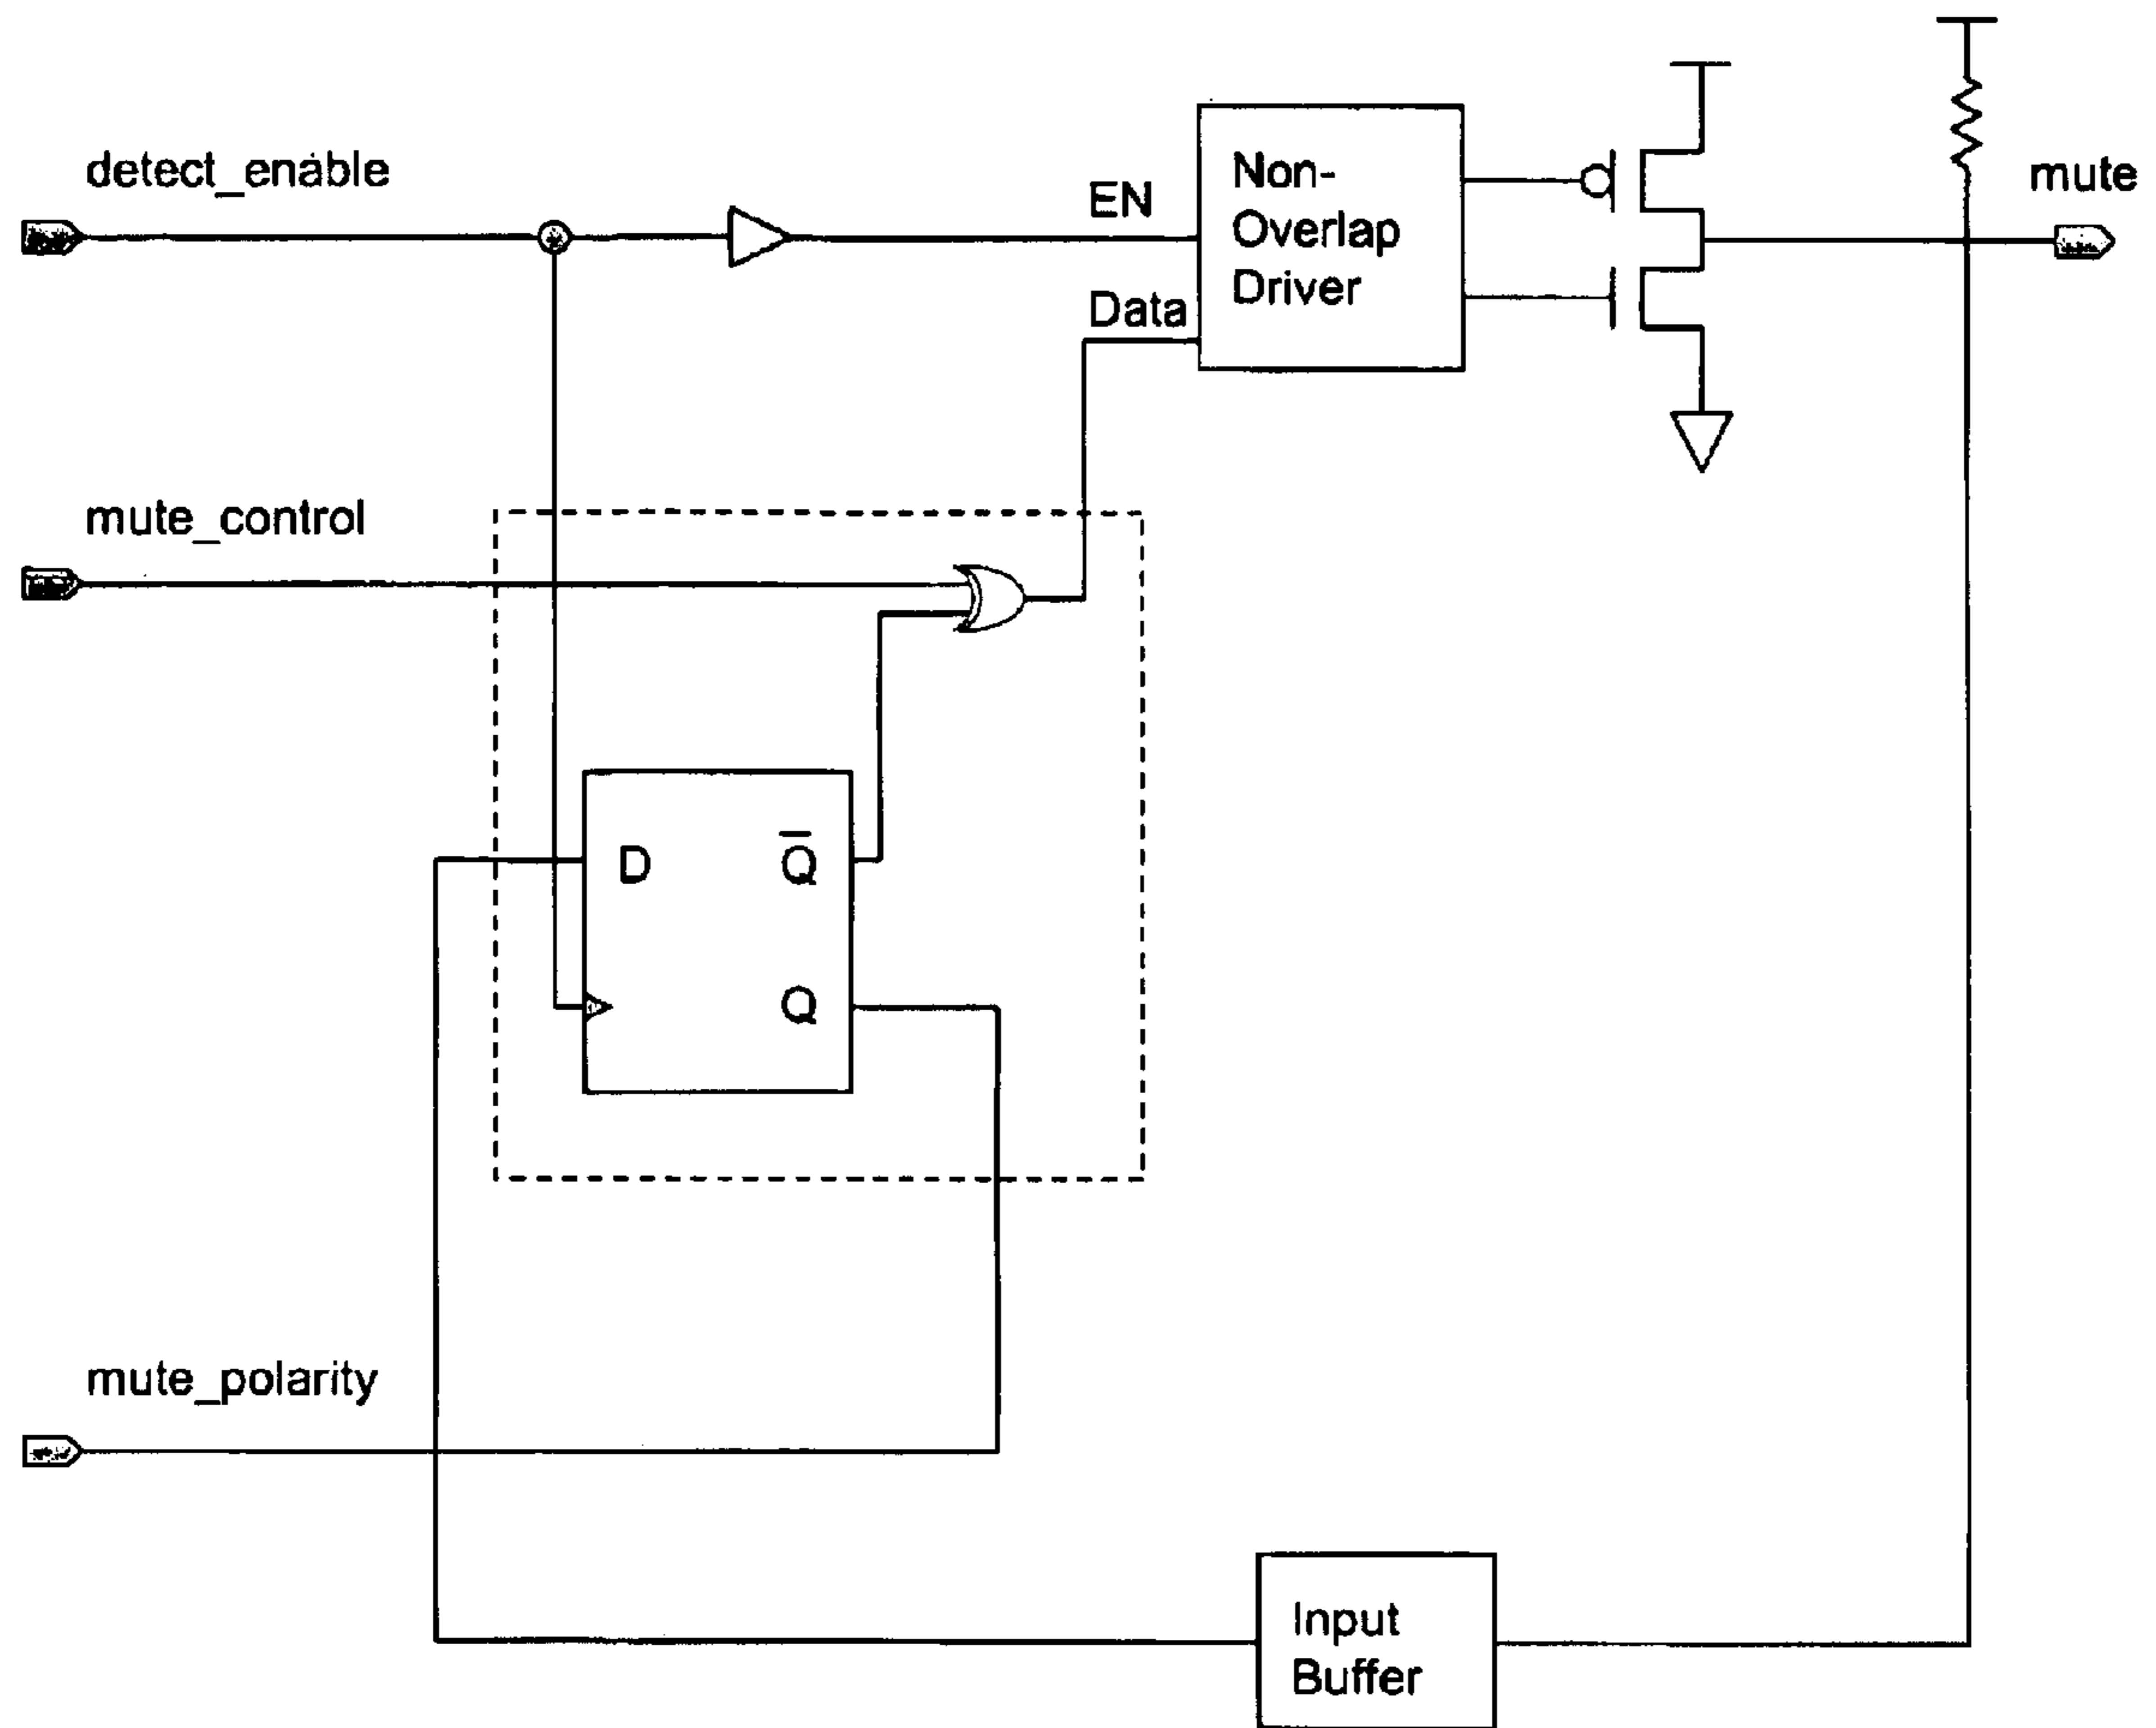 detect_enable
EN
Data
Non-
Overlap
Driver
mute
mute_control
D
Q̅
Q
mute_polarity
Input
Buffer